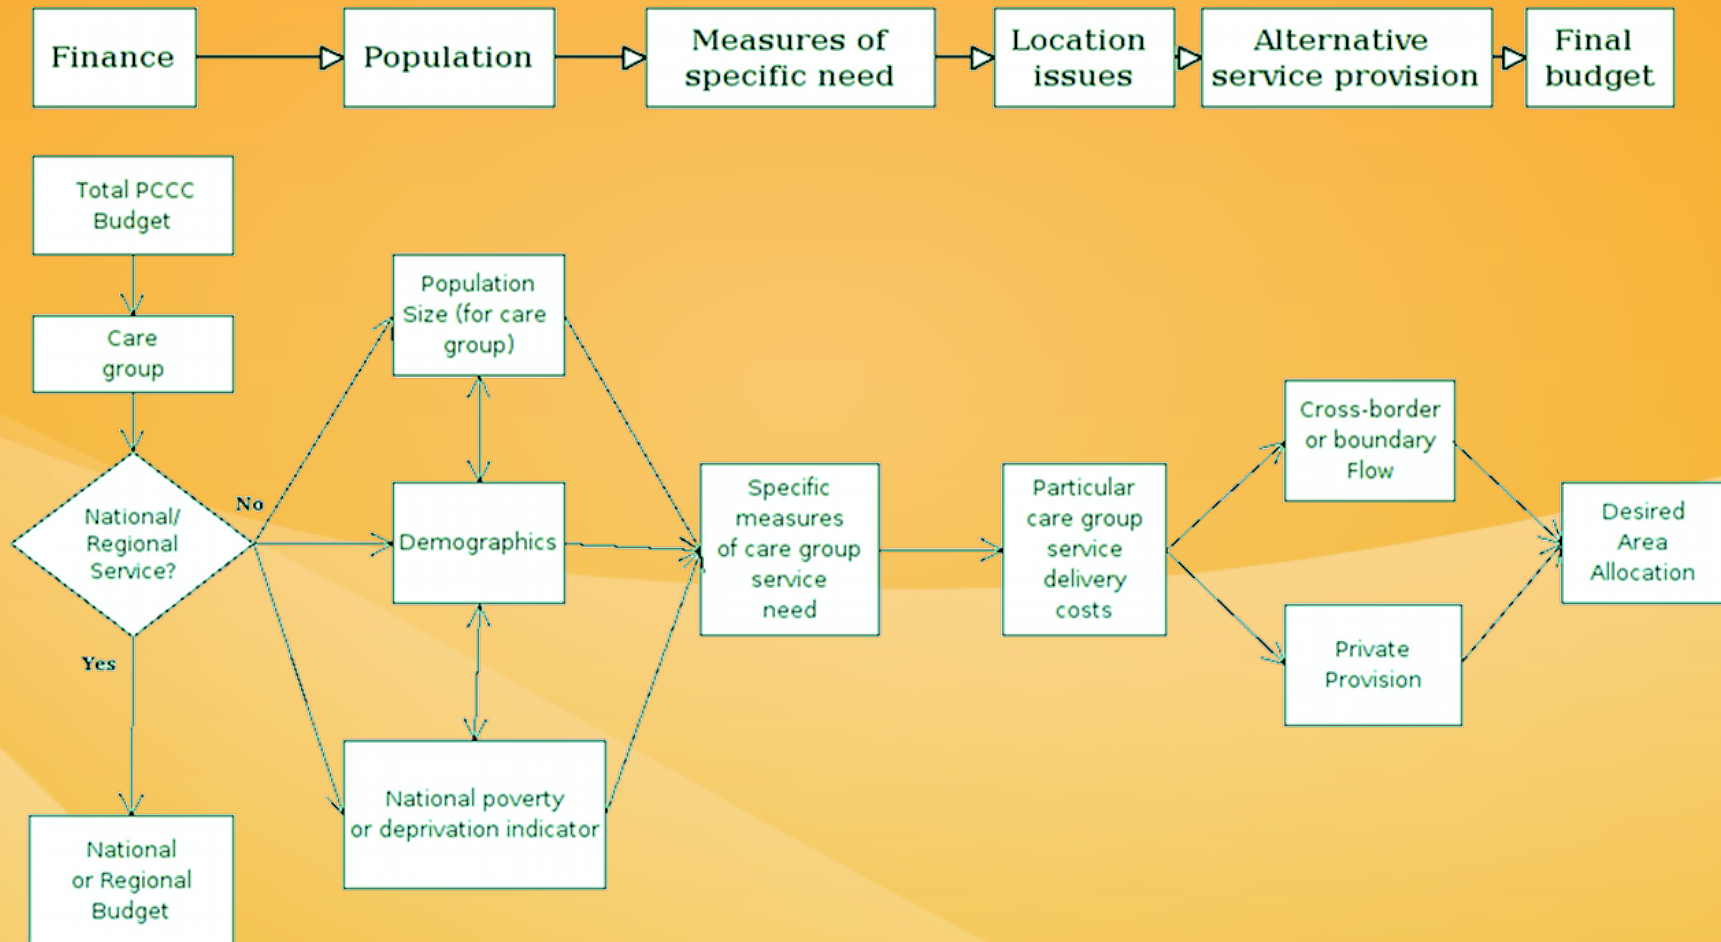 Finance
Population
Measures of
specific need
Location
issues
Alternative
service provision
Final
budget
Total PCCC
Budget
Care
group
National/
Regional
Service?
No
Yes
National
or Regional
Budget
Population
Size (for care
group)
Demographics
National poverty
or deprivation indicator
Specific
measures
of care group
service
need
Particular
care group
service
delivery
costs
Cross-border
or boundary
Flow
Private
Provision
Desired
Area
Allocation